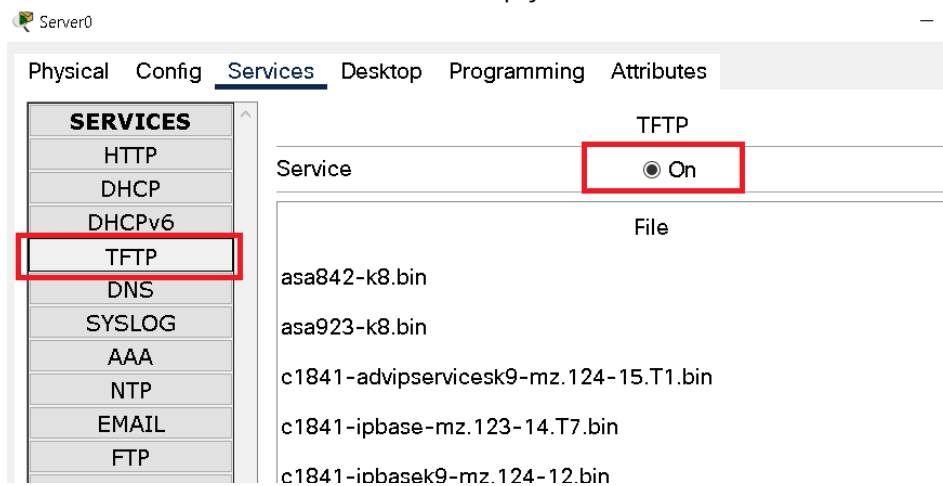 Server0
Physical Config Services Desktop Programming Attributes
SERVICES
HTTP
DHCP
DHCPv6
TFTP
DNS
SYSLOG
AAA
NTP
EMAIL
FTP
TFTP
Service On
File
asa842-k8.bin
asa923-k8.bin
c1841-advipservicesk9-mz.124-15.T1.bin
c1841-ipbase-mz.123-14.T7.bin
c1841-ipbasek9-mz.124-12.bin